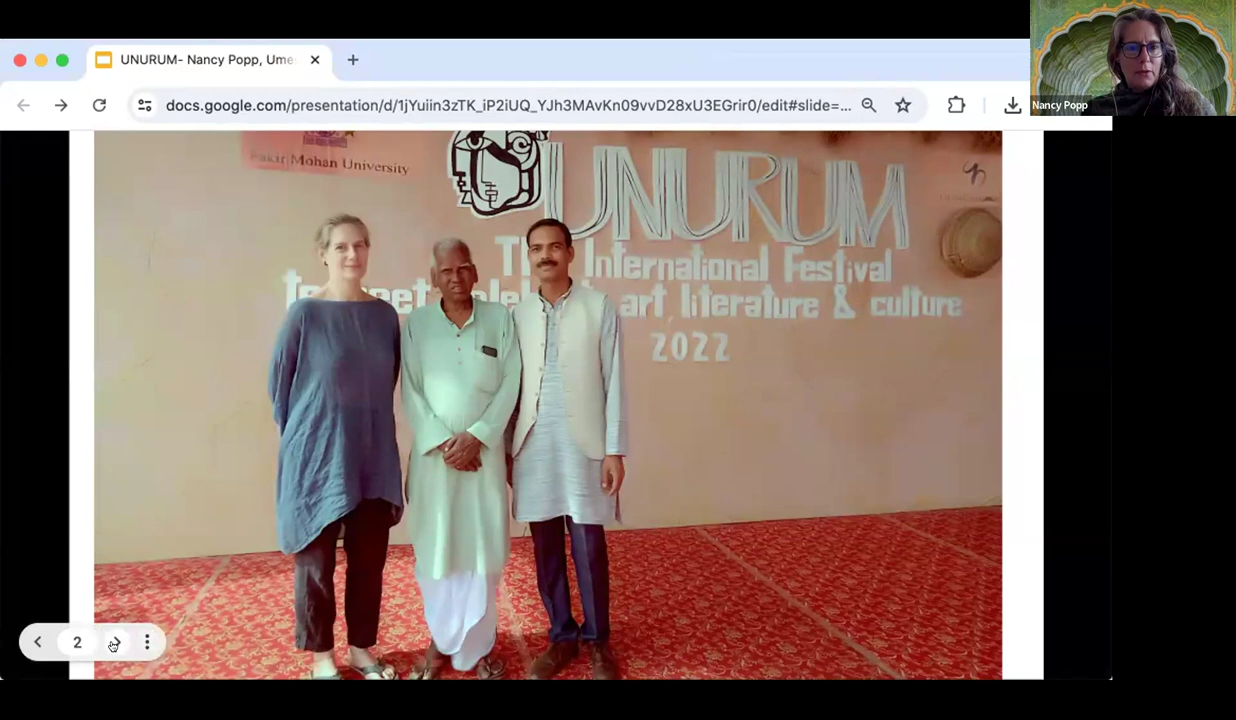 UNURUM- Nancy Popp, Ume
docs.google.com/presentation/d/1jYuiin3zTK_iP2iUQ_YJh3MAvKn09vvD28xU3EGrir0/edit#slide=...
Nancy Popp
Fakir Mohan University
UNURUM
International Festival
art, literature & culture
2022
2